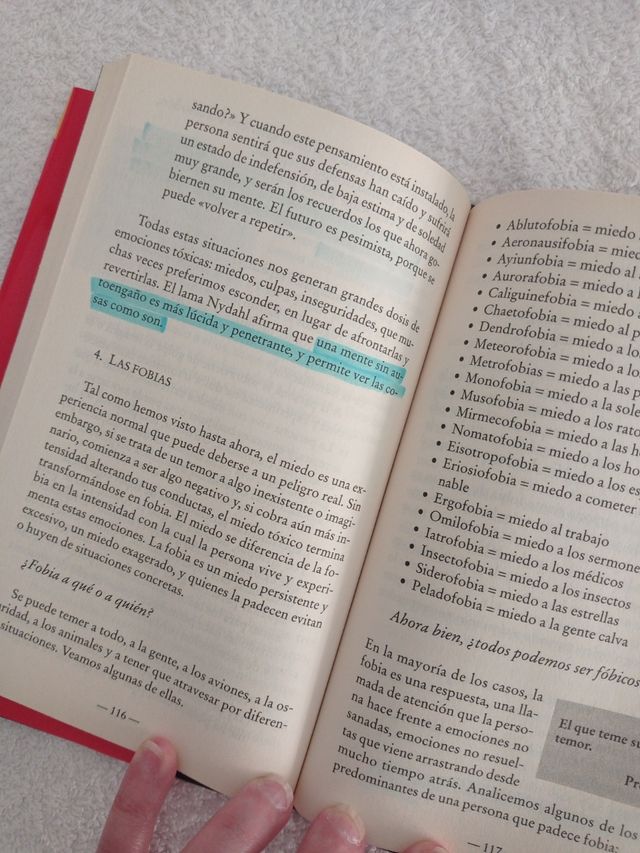 sando?» Y cuando este pensamiento está instalado, la
persona sentirá que sus defensas han caído y sufrirá
un estado de indefensión, de baja estima y de soledad
muy grande, y serán los recuerdos los que ahora go-
biernen su mente. El futuro es pesimista, porque se
puede «volver a repetir».
Todas estas situaciones nos generan grandes dosis de
emociones tóxicas: miedos, culpas, inseguridades, que mu-
chas veces preferimos esconder, en lugar de afrontarlas y
revertirlas. El lama Nydahl afirma que una mente sin au-
toengaño es más lúcida y penetrante, y permite ver las co-
sas como son.
4. LAS FOBIAS
Tal como hemos visto hasta ahora, el miedo es una ex-
periencia normal que puede deberse a un peligro real. Sin
embargo, si se trata de un temor a algo inexistente o imagi-
nario, comienza a ser algo negativo y, si cobra aún más in-
tensidad alterando tus conductas, el miedo tóxico termina
transformándose en fobia. El miedo se diferencia de la fo-
bia en la intensidad con la cual la persona vive y experi-
menta estas emociones. La fobia es un miedo persistente y
excesivo, un miedo exagerado, y quienes la padecen evitan
o huyen de situaciones concretas.
¿Fobia a qué o a quién?
Se puede temer a todo, a la gente, a los aviones, a la os-
ridad, a los animales y a tener que atravesar por diferen-
situaciones. Veamos algunas de ellas.
— 116 —
• Ablutofobia = miedo
• Aeronausifobia = mied
• Ayiunfobia = miedo al
• Aurorafobia = miedo a
• Caliguinefobia = miedo
• Chaetofobia = miedo al p
• Dendrofobia = miedo a lo
• Meteorofobia = miedo a lo
• Metrofobias = miedo a las p
• Monofobia = miedo a la sole
• Musofobia = miedo a los rato
• Mirmecofobia = miedo a las h
• Nomatofobia = miedo a los ho
• Eisotropofobia = miedo a los es
• Eriosiofobia = miedo a cometer
nable
• Ergofobia = miedo al trabajo
• Omilofobia = miedo a los sermone
• Iatrofobia = miedo a los médicos
• Insectofobia = miedo a los insectos
• Siderofobia = miedo a las estrellas
• Peladofobia = miedo a la gente calva
Ahora bien, ¿todos podemos ser fóbicos
En la mayoría de los casos, la
fobia es una respuesta, una lla-
mada de atención que la perso-
na hace frente a emociones no
sanadas, emociones no resuel-
tas que viene arrastrando desde
mucho tiempo atrás. Analicemos algunos de los
predominantes de una persona que padece fobia:
El que teme su
temor.
Pr
— 117